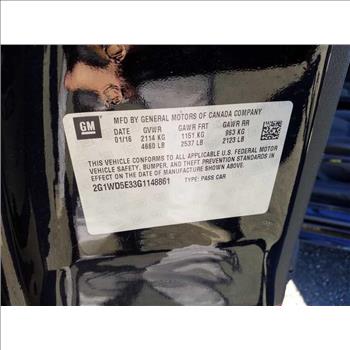 GM
MFD BY GENERAL MOTORS OF CANADA COMPANY
DATE GVWR GAWR FRT GAWR RR
01/16 2114 KG 1151 KG 963 KG
4660 LB 2537 LB 2123 LB
THIS VEHICLE CONFORMS TO ALL APPLICABLE U.S. FEDERAL MOTOR
VEHICLE SAFETY, BUMPER, AND THEFT PREVENTION STANDARDS
IN EFFECT ON THE DATE OF MANUFACTURE SHOWN ABOVE.
2G1WD5E33G1148861 TYPE: PASS CAR